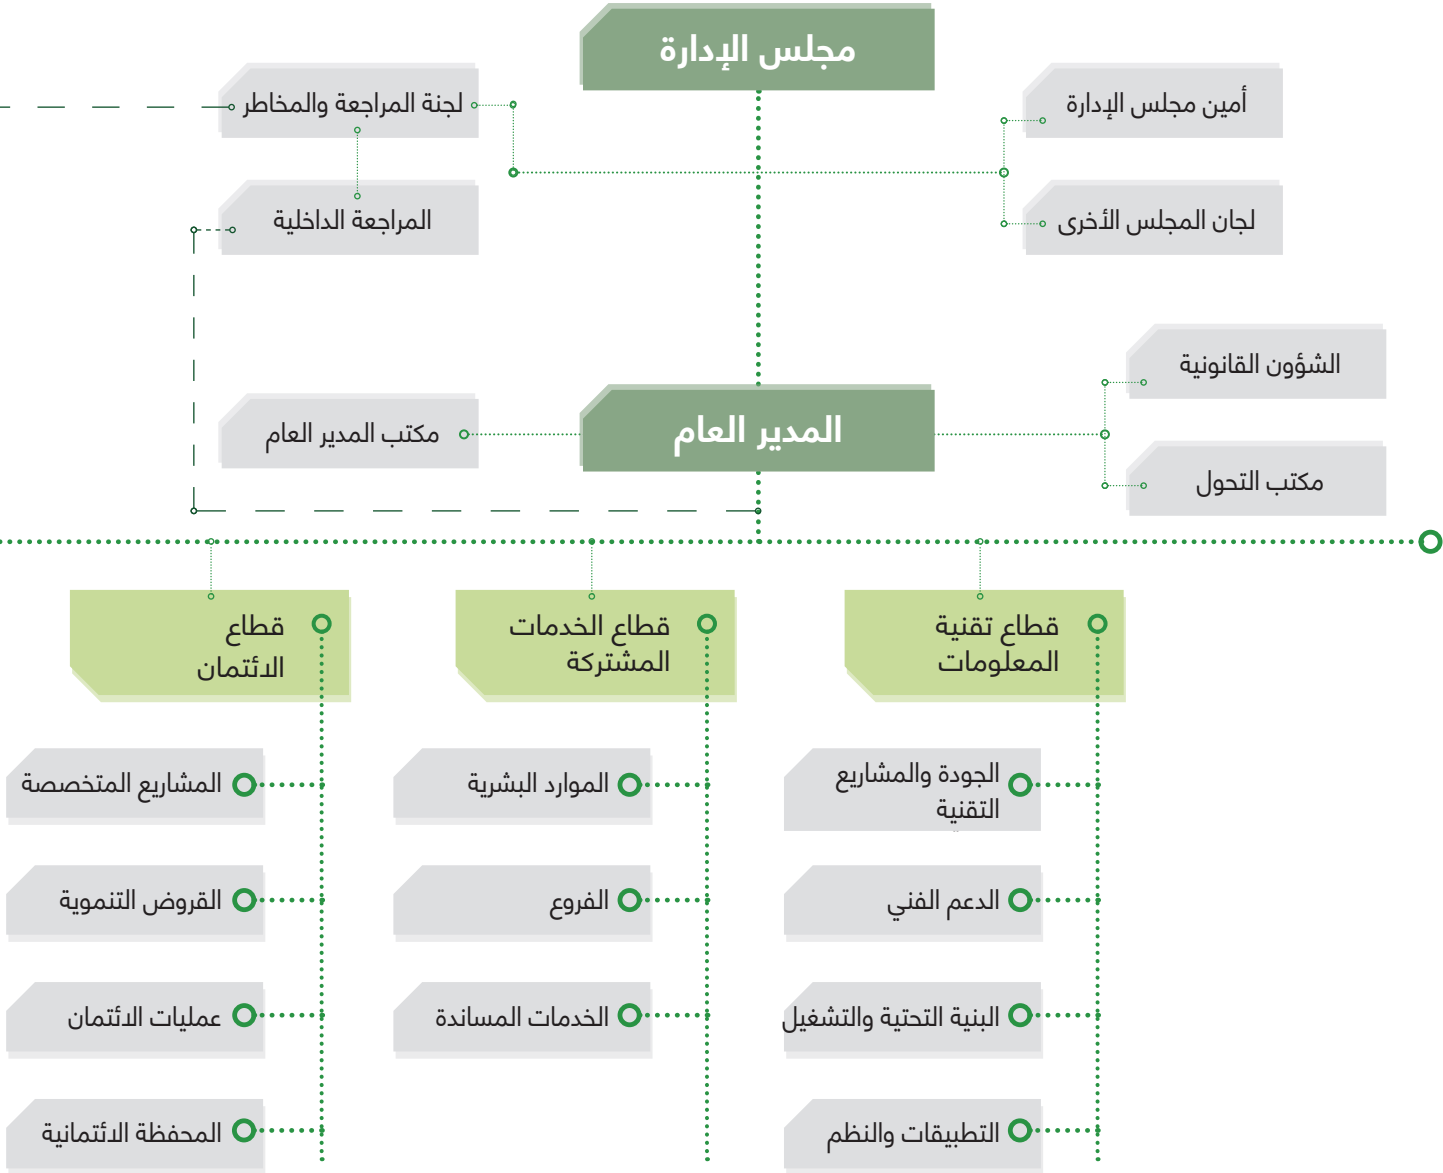 مجلس الإدارة
أمين مجلس الإدارة
لجنة المراجعة والمخاطر
لجان المجلس الأخرى
المراجعة الداخلية
الشؤون القانونية
المدير العام
مكتب المدير العام
مكتب التحول
قطاع تقنية
المعلومات
الجودة والمشاريع
التقنية
الدعم الفني
البنية التحتية والتشغيل
التطبيقات والنظم
قطاع الخدمات
المشتركة
الموارد البشرية
الفروع
الخدمات المساندة
قطاع
الائتمان
المشاريع المتخصصة
القروض التنموية
عمليات الائتمان
المحفظة الائتمانية